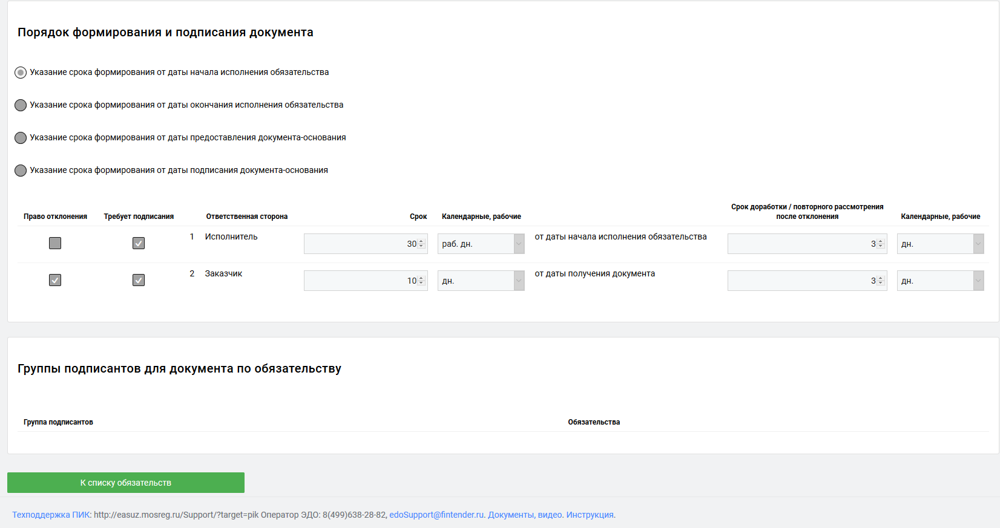 Порядок формирования и подписания документа
Указание срока формирования от даты начала исполнения обязательства
Указание срока формирования от даты окончания исполнения обязательства
Указание срока формирования от даты предоставления документа-основания
Указание срока формирования от даты подписания документа-основания
Право отклонения Требует подписания Ответственная сторона Срок Календарные, рабочие Срок доработки / повторного рассмотрения
после отклонения Календарные, рабочие
1 Исполнитель 30 раб. дн. от даты начала исполнения обязательства 3 дн.
2 Заказчик 10 дн. от даты получения документа 3 дн.
Группы подписантов для документа по обязательству
Группа подписантов Обязательства
К списку обязательств
Техподдержка ПИК: http://easuz.mosreg.ru/Support/?target=pik Оператор ЭДО: 8(499)638-28-82, edoSupport@fintender.ru. Документы, видео. Инструкция.